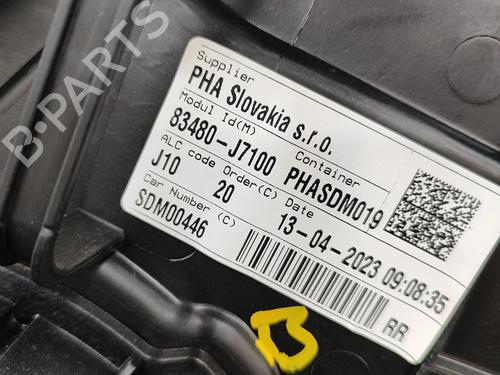 B-PARTS
Supplier
PHA Slovakia s.r.o.
Modul Id(M) Container
83480-J7100 PHASDM019
ALC code Order(C) Date
J10 20 13-04-2023 09:08:35
Car Number (C)
SDM00446
RR
B